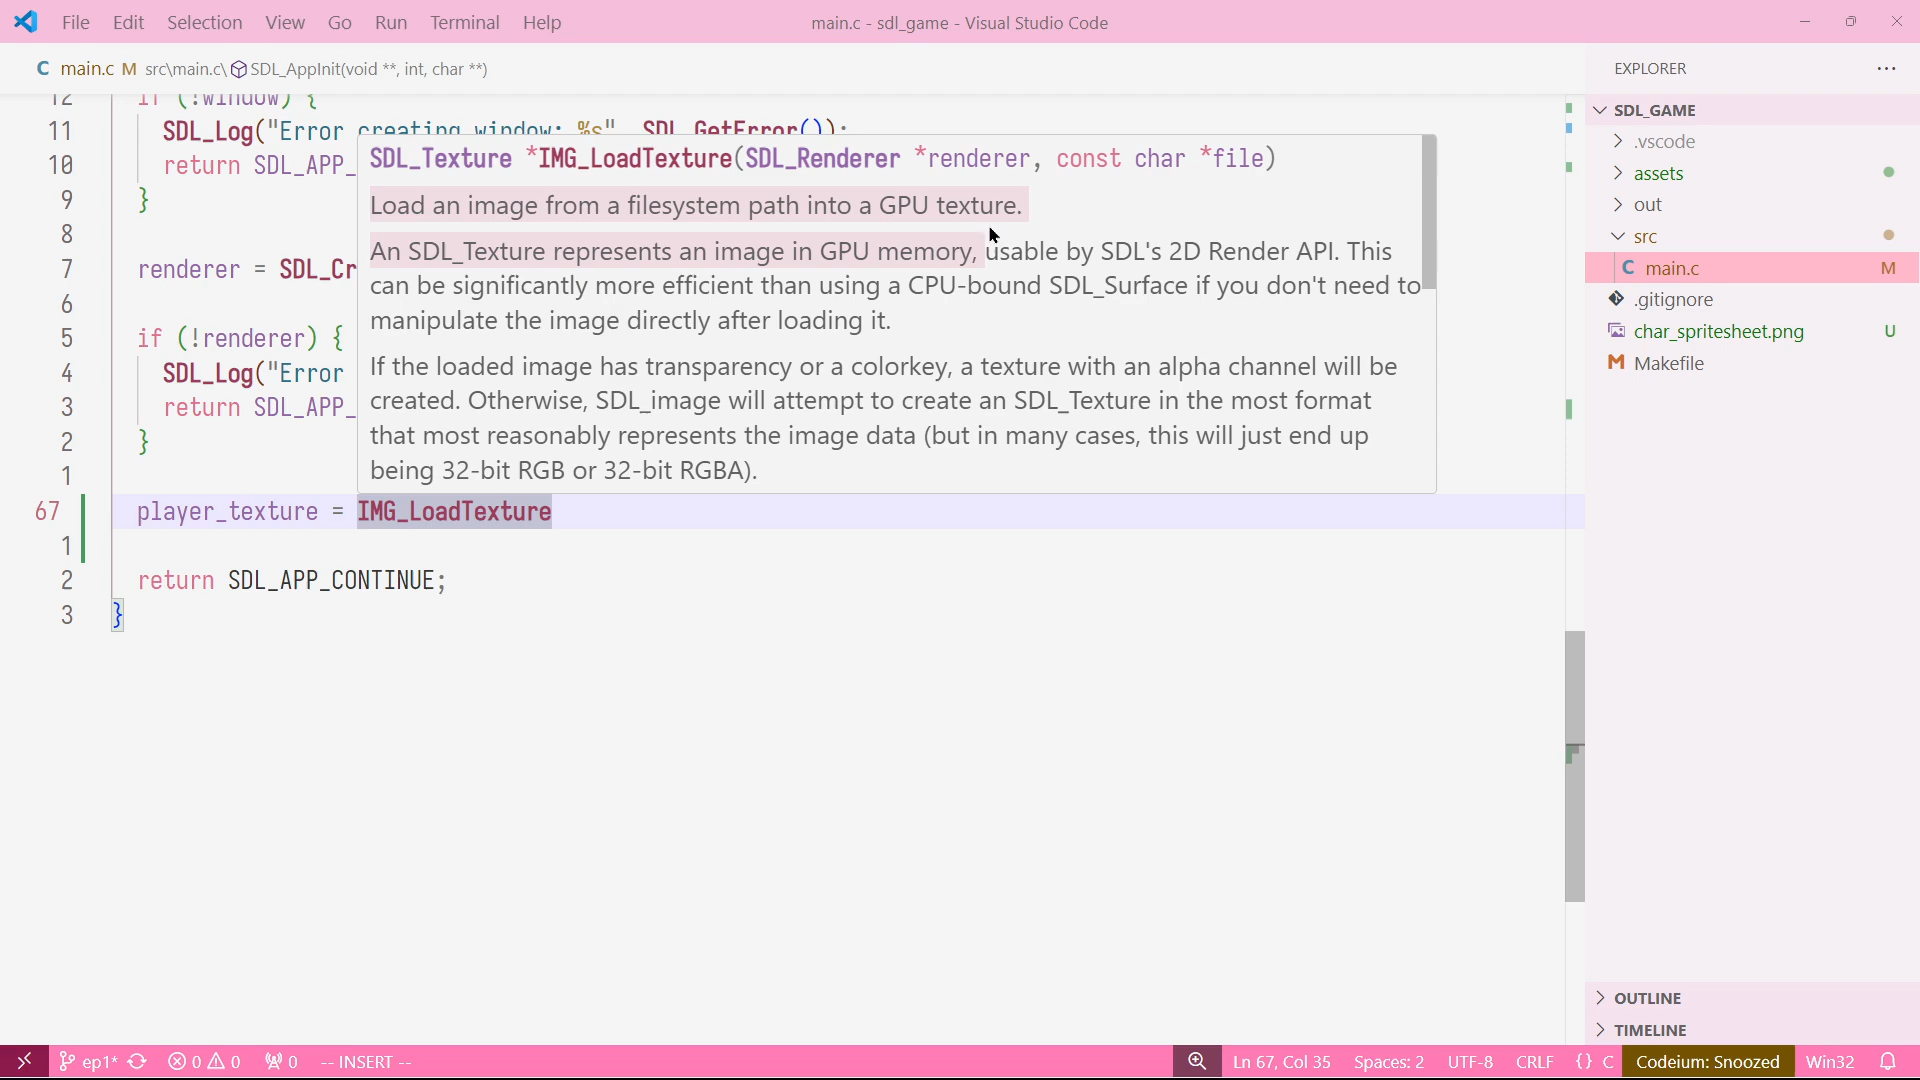 File Edit Selection View Go Run Terminal Help
main.c - sdl_game - Visual Studio Code
C main.c M src\main.c\ SDL_AppInit(void **, int, char **)
12 if (!window) {
11 SDL_Log("Error creating window: %s", SDL_GetError());
10 return SDL_APP_
9 }
8
7 renderer = SDL_Cr
6
5 if (!renderer) {
4 SDL_Log("Error
3 return SDL_APP_
2 }
1
67 player_texture = IMG_LoadTexture
1
2 return SDL_APP_CONTINUE;
3 }
SDL_Texture *IMG_LoadTexture(SDL_Renderer *renderer, const char *file)
Load an image from a filesystem path into a GPU texture.
An SDL_Texture represents an image in GPU memory, usable by SDL's 2D Render API. This
can be significantly more efficient than using a CPU-bound SDL_Surface if you don't need to
manipulate the image directly after loading it.
If the loaded image has transparency or a colorkey, a texture with an alpha channel will be
created. Otherwise, SDL_image will attempt to create an SDL_Texture in the most format
that most reasonably represents the image data (but in many cases, this will just end up
being 32-bit RGB or 32-bit RGBA).
EXPLORER
SDL_GAME
.vscode
assets
out
src
C main.c M
.gitignore
char_spritesheet.png U
M Makefile
OUTLINE
TIMELINE
ep1* 0 0 0 -- INSERT --
Ln 67, Col 35 Spaces: 2 UTF-8 CRLF {} C Codeium: Snoozed Win32